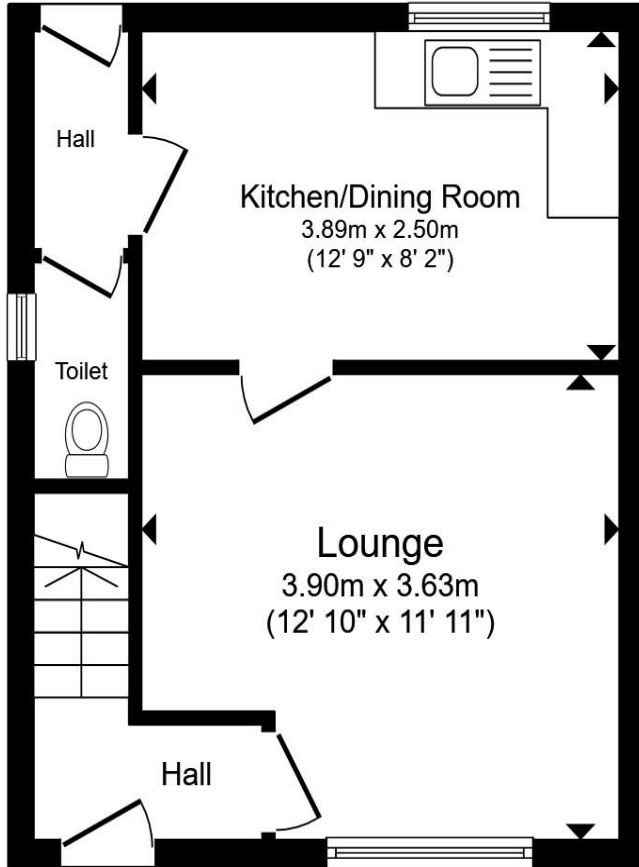 Hall
Kitchen/Dining Room
3.89m x 2.50m
(12' 9" x 8' 2")
Toilet
Lounge
3.90m x 3.63m
(12' 10" x 11' 11")
Hall